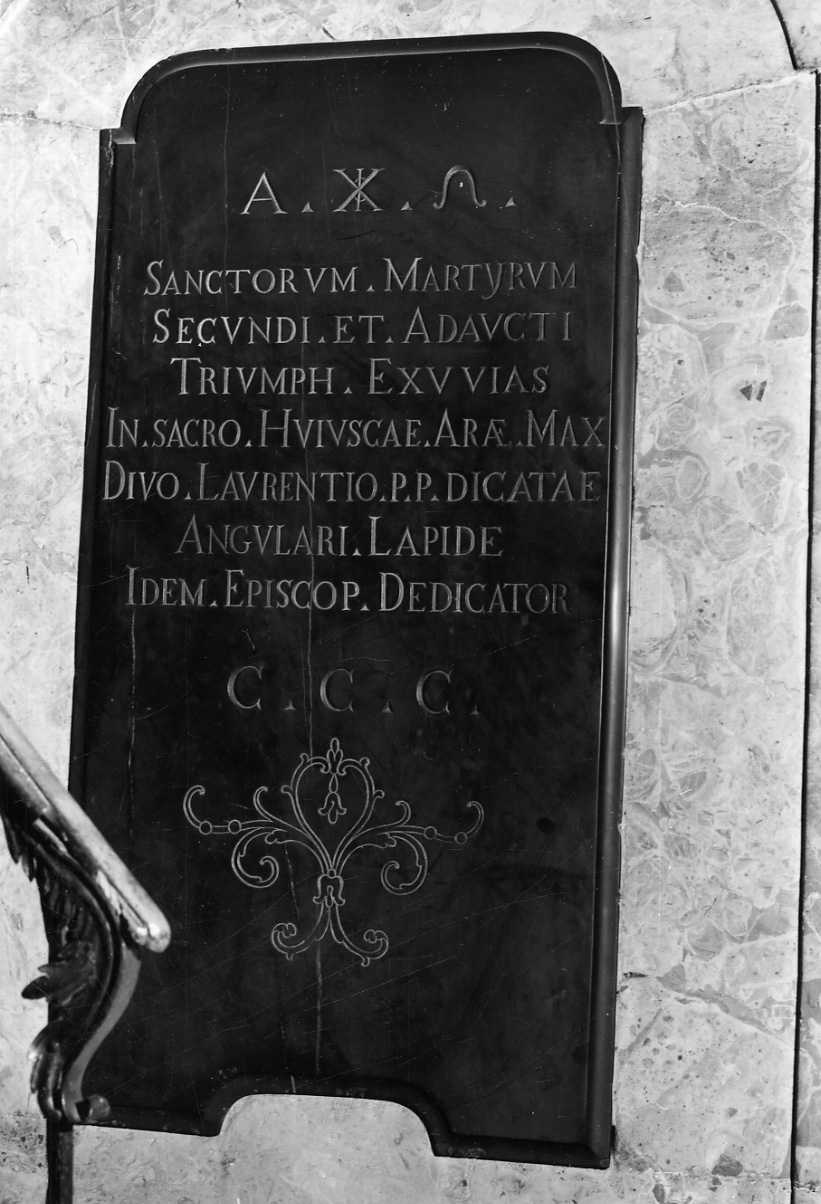 A.☧.Ω.
SANCTORVM.MARTYRVM
SECVNDI.ET.ADAVCTI
TRIVMPH.EXVVIAS
IN.SACRO.HVIVSCAE.ARÆ.MAX
DIVO.LAVRENTIO.P.P.DICATAE
ANGVLARI.LAPIDE
IDEM.EPISCOP.DEDICATOR
C.C.C.